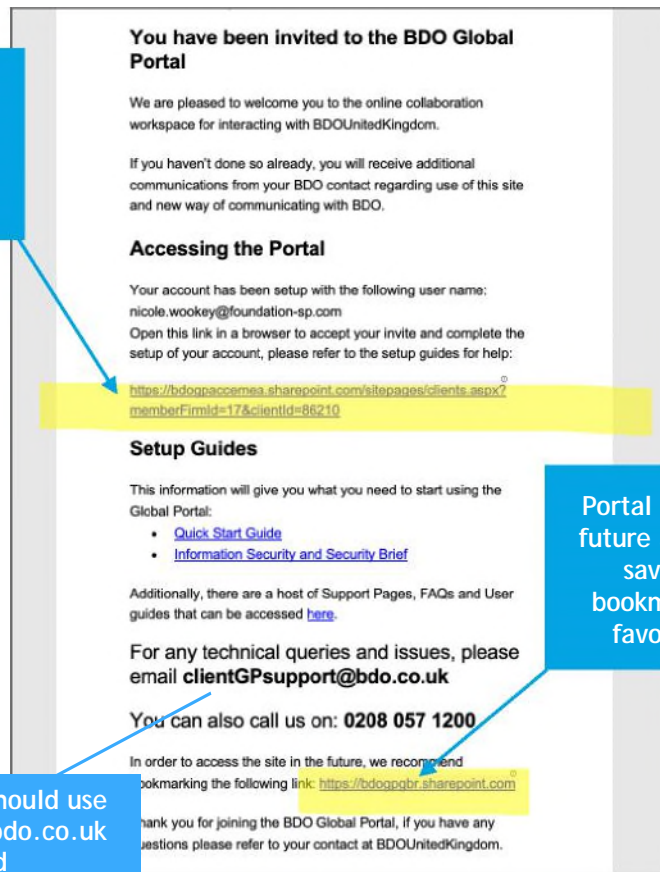 You have been invited to the BDO Global
Portal
We are pleased to welcome you to the online collaboration
workspace for interacting with BDOUnitedKingdom.
If you haven't done so already, you will receive additional
communications from your BDO contact regarding use of this site
and new way of communicating with BDO.
Accessing the Portal
Your account has been setup with the following user name:
nicole.wookey@foundation-sp.com
Open this link in a browser to accept your invite and complete the
setup of your account, please refer to the setup guides for help:
https://bdogpaccemea.sharepoint.com/sitepages/clients.aspx?
memberFirmId=17&clientId=86210
Setup Guides
This information will give you what you need to start using the
Global Portal:
• Quick Start Guide
• Information Security and Security Brief
Additionally, there are a host of Support Pages, FAQs and User
guides that can be accessed here.
For any technical queries and issues, please
email clientGPsupport@bdo.co.uk
You can also call us on: 0208 057 1200
In order to access the site in the future, we recommend
bookmarking the following link: https://bdogpgbr.sharepoint.com
Thank you for joining the BDO Global Portal, if you have any
questions please refer to your contact at BDOUnitedKingdom.
Portal
future
sav
bookm
favo
hould use
bdo.co.uk
d